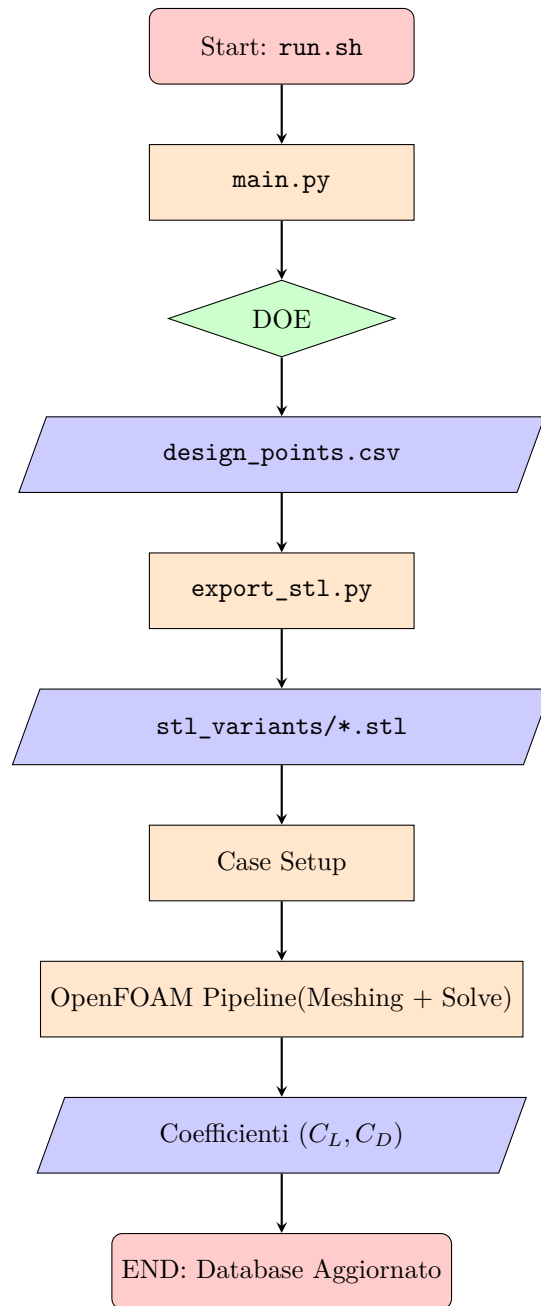 Start: run.sh
main.py
DOE
design_points.csv
export_stl.py
stl_variants/*.stl
Case Setup
OpenFOAM Pipeline(Meshing + Solve)
Coefficienti (C_L, C_D)
END: Database Aggiornato